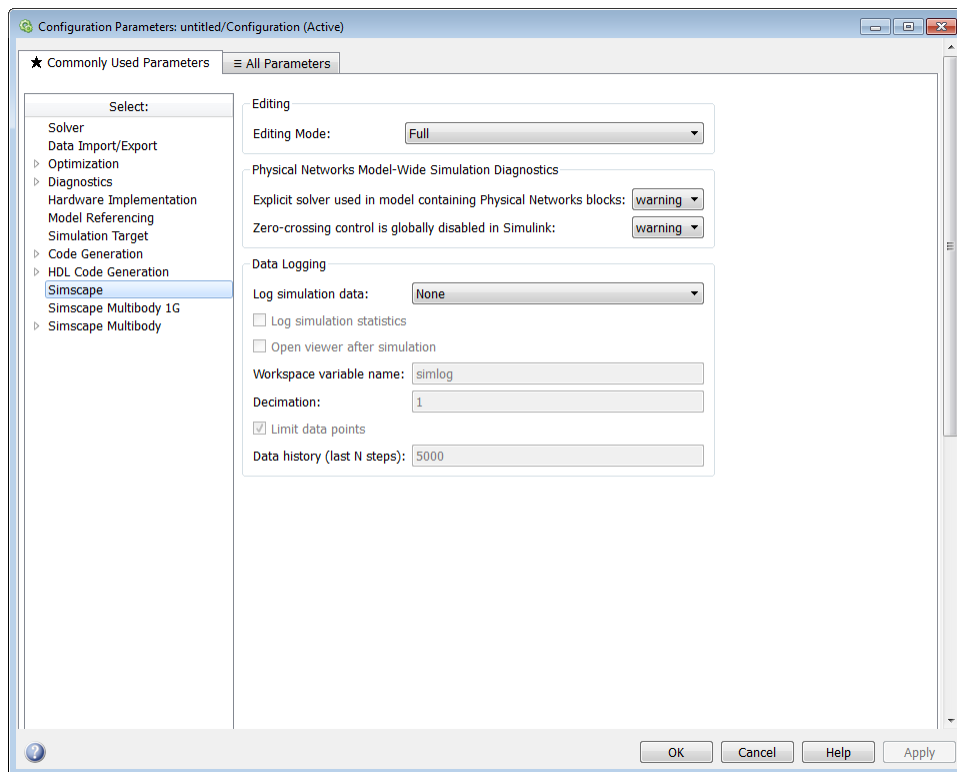 Configuration Parameters: untitled/Configuration (Active)
★ Commonly Used Parameters
≡ All Parameters
Select:
Solver
Data Import/Export
Optimization
Diagnostics
Hardware Implementation
Model Referencing
Simulation Target
Code Generation
HDL Code Generation
Simscape
Simscape Multibody 1G
Simscape Multibody
Editing
Editing Mode: Full
Physical Networks Model-Wide Simulation Diagnostics
Explicit solver used in model containing Physical Networks blocks: warning
Zero-crossing control is globally disabled in Simulink: warning
Data Logging
Log simulation data: None
Log simulation statistics
Open viewer after simulation
Workspace variable name: simlog
Decimation: 1
Limit data points
Data history (last N steps): 5000
? OK Cancel Help Apply